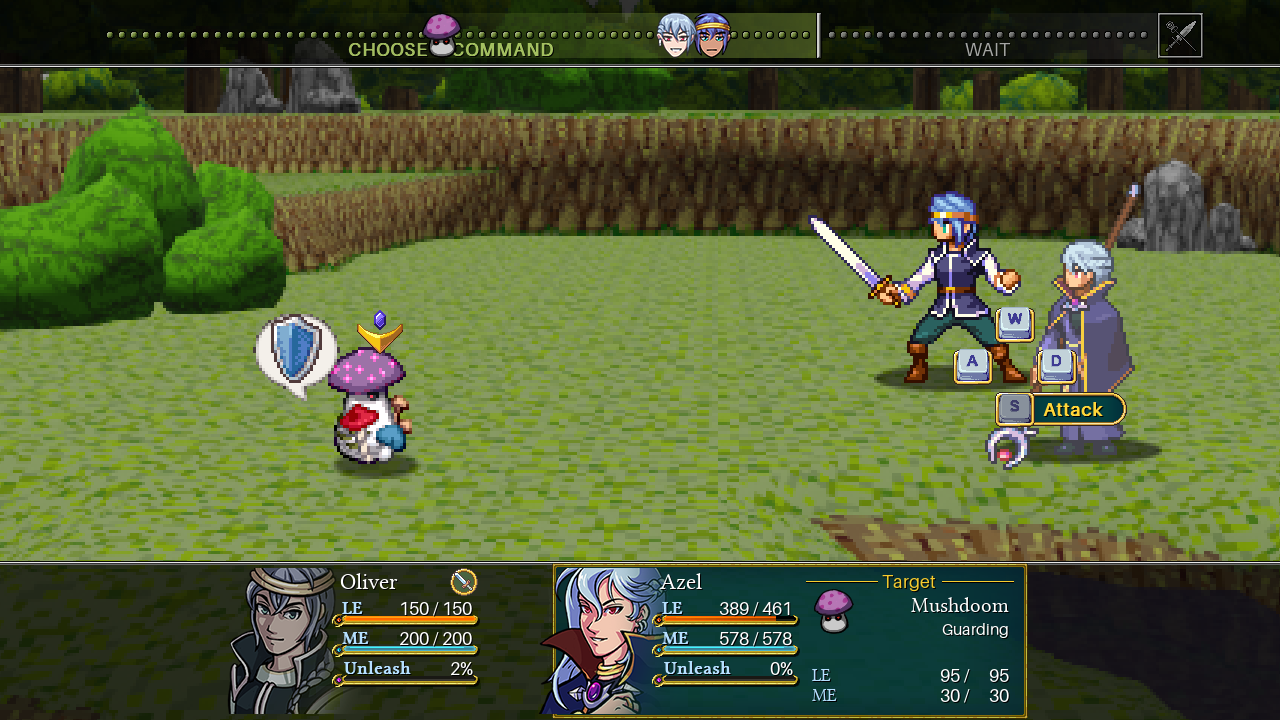 CHOOSE COMMAND
WAIT
W
A
D
S
Attack
Oliver
LE 150 / 150
ME 200 / 200
Unleash 2%
Azel
LE 389 / 461
ME 578 / 578
Unleash 0%
Target
Mushdoom
Guarding
LE 95 / 95
ME 30 / 30